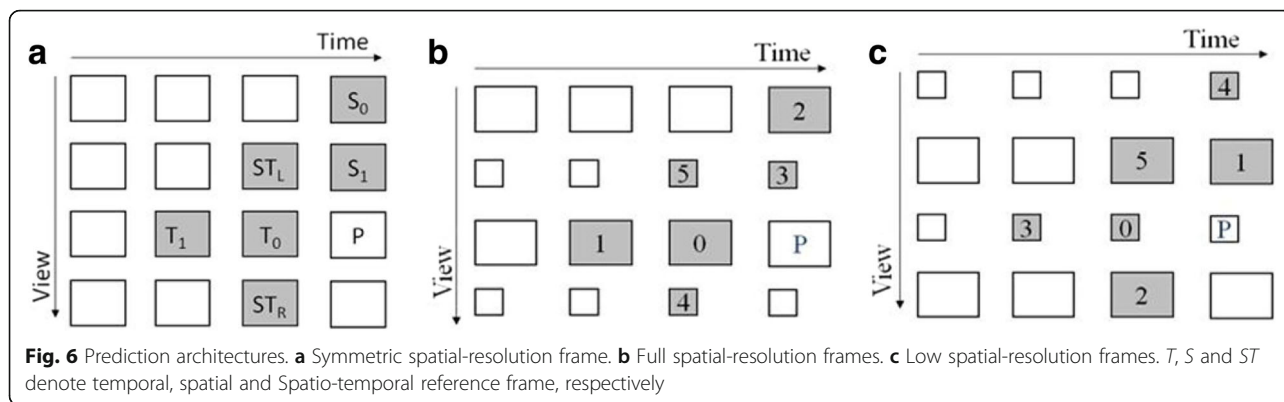 a
Time
View
S₀
ST_L S₁
T₁ T₀ P
ST_R
b
Time
View
2
5 3
1 0 P
4
c
Time
View
4
5 1
3 0 P
2
Fig. 6 Prediction architectures. a Symmetric spatial-resolution frame. b Full spatial-resolution frames. c Low spatial-resolution frames. T, S and ST
denote temporal, spatial and Spatio-temporal reference frame, respectively